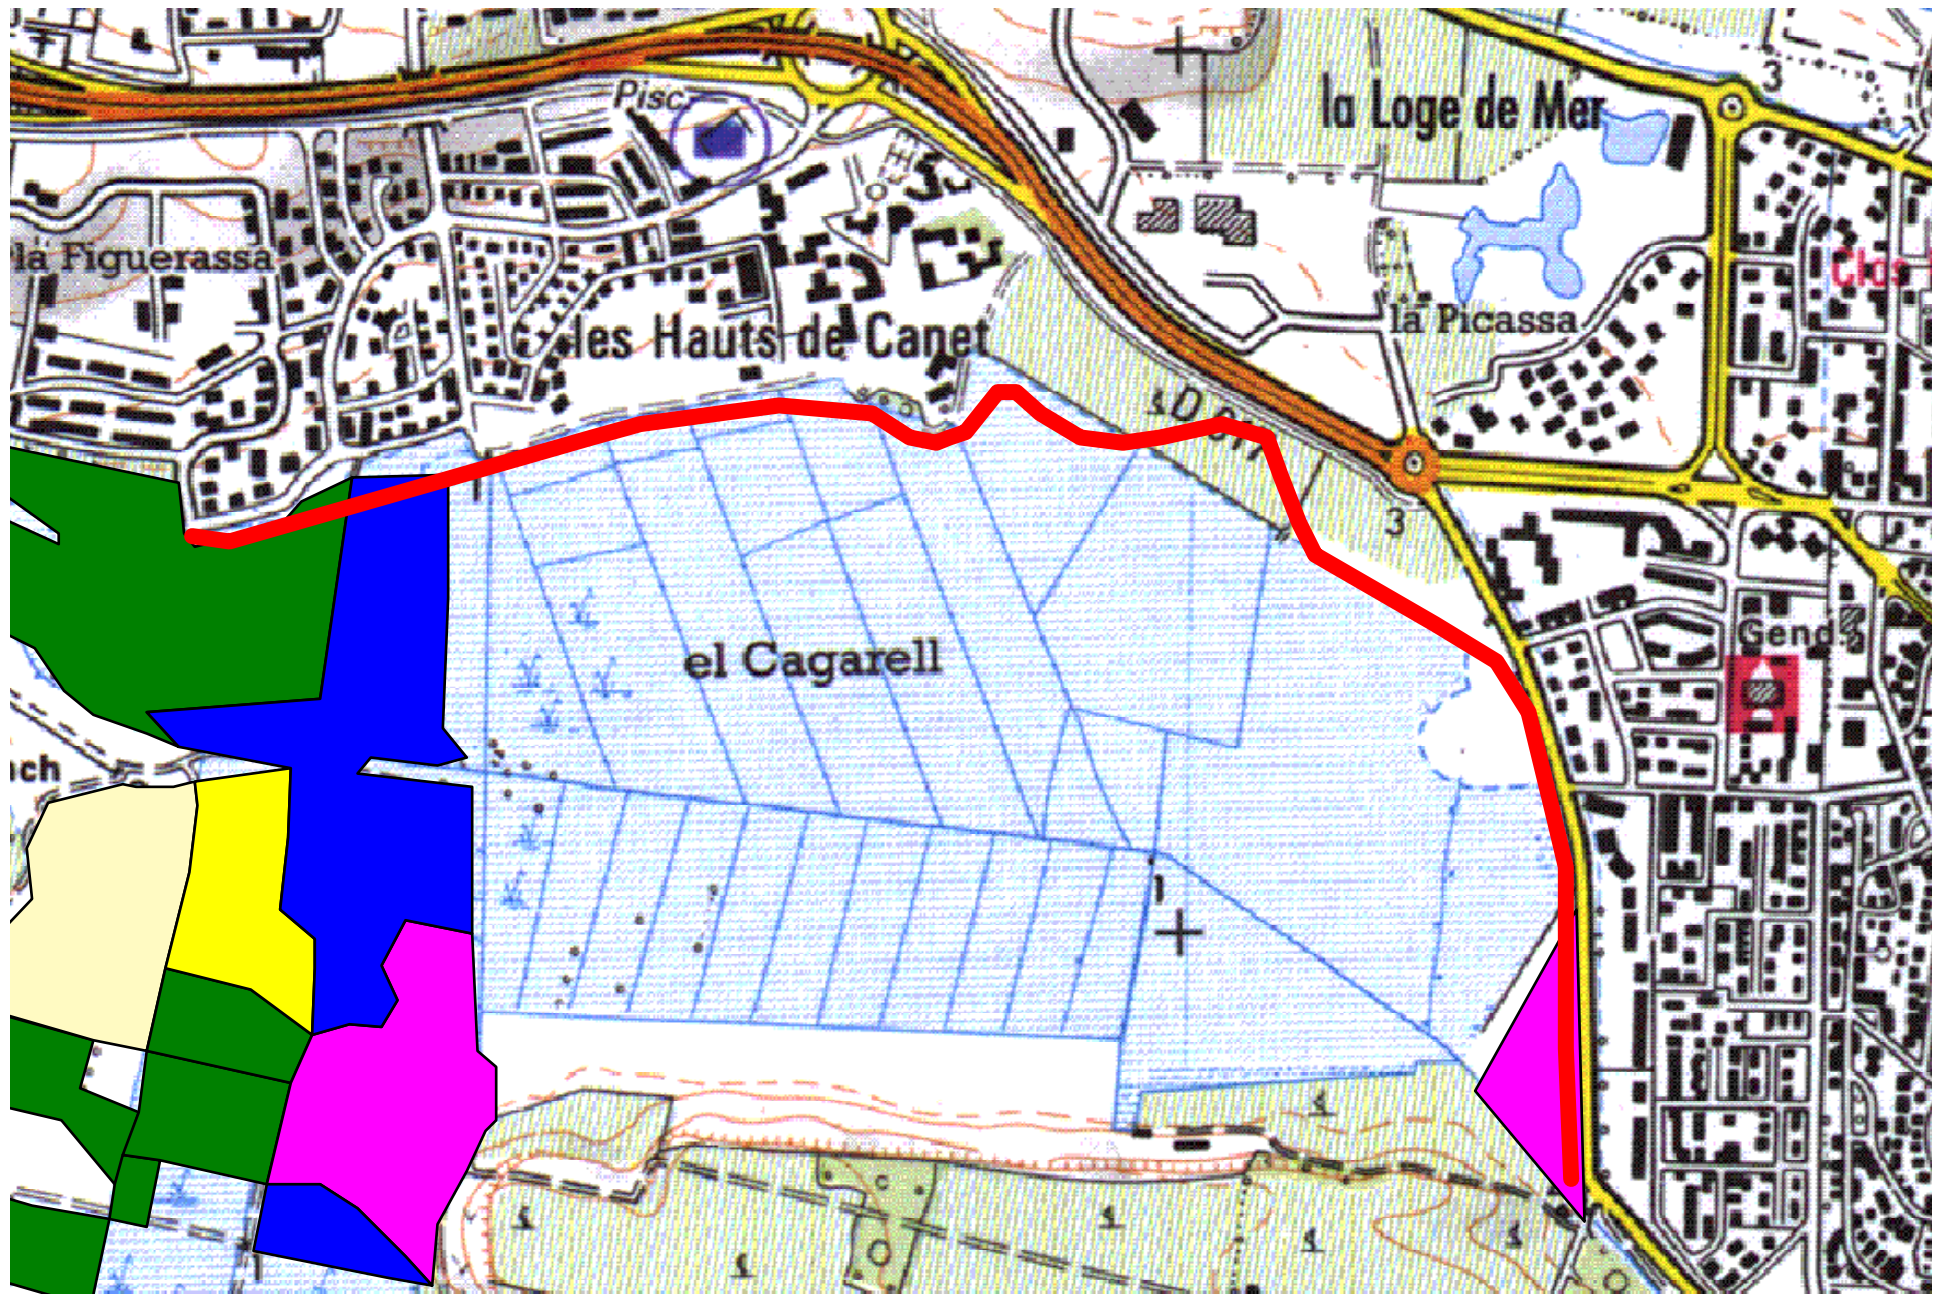 Pisc.
la Loge de Mer
3
la Figuerassa
Clos
les Hauts de Canet
la Picassa
3
el Cagarell
Gend
ch
1